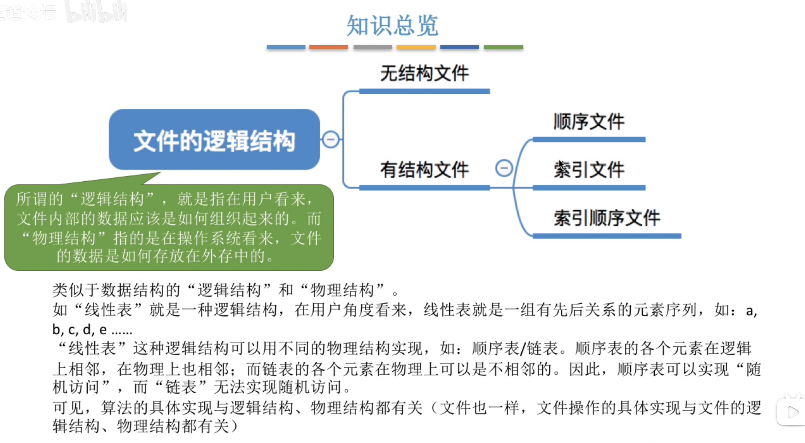 bilibili
知识总览
无结构文件
文件的逻辑结构
有结构文件
顺序文件
索引文件
索引顺序文件
所谓的“逻辑结构”，就是指在用户看来，
文件内部的数据应该是如何组织起来的。而
“物理结构”指的是在操作系统看来，文件
的数据是如何存放在外存中的。
类似于数据结构的“逻辑结构”和“物理结构”。
如“线性表”就是一种逻辑结构，在用户角度看来，线性表就是一组有先后关系的元素序列，如：a,
b, c, d, e ……
“线性表”这种逻辑结构可以用不同的物理结构实现，如：顺序表/链表。顺序表的各个元素在逻辑
上相邻，在物理上也相邻；而链表的各个元素在物理上可以是不相邻的。因此，顺序表可以实现“随
机访问”，而“链表”无法实现随机访问。
可见，算法的具体实现与逻辑结构、物理结构都有关（文件也一样，文件操作的具体实现与文件的逻
辑结构、物理结构都有关）